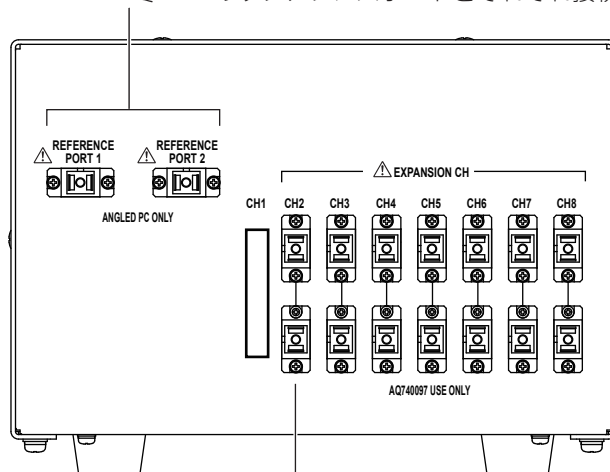 REFERENCE PORT 1
REFERENCE PORT 2
ANGLED PC ONLY
EXPANSION CH
CH1 CH2 CH3 CH4 CH5 CH6 CH7 CH8
AQ740097 USE ONLY